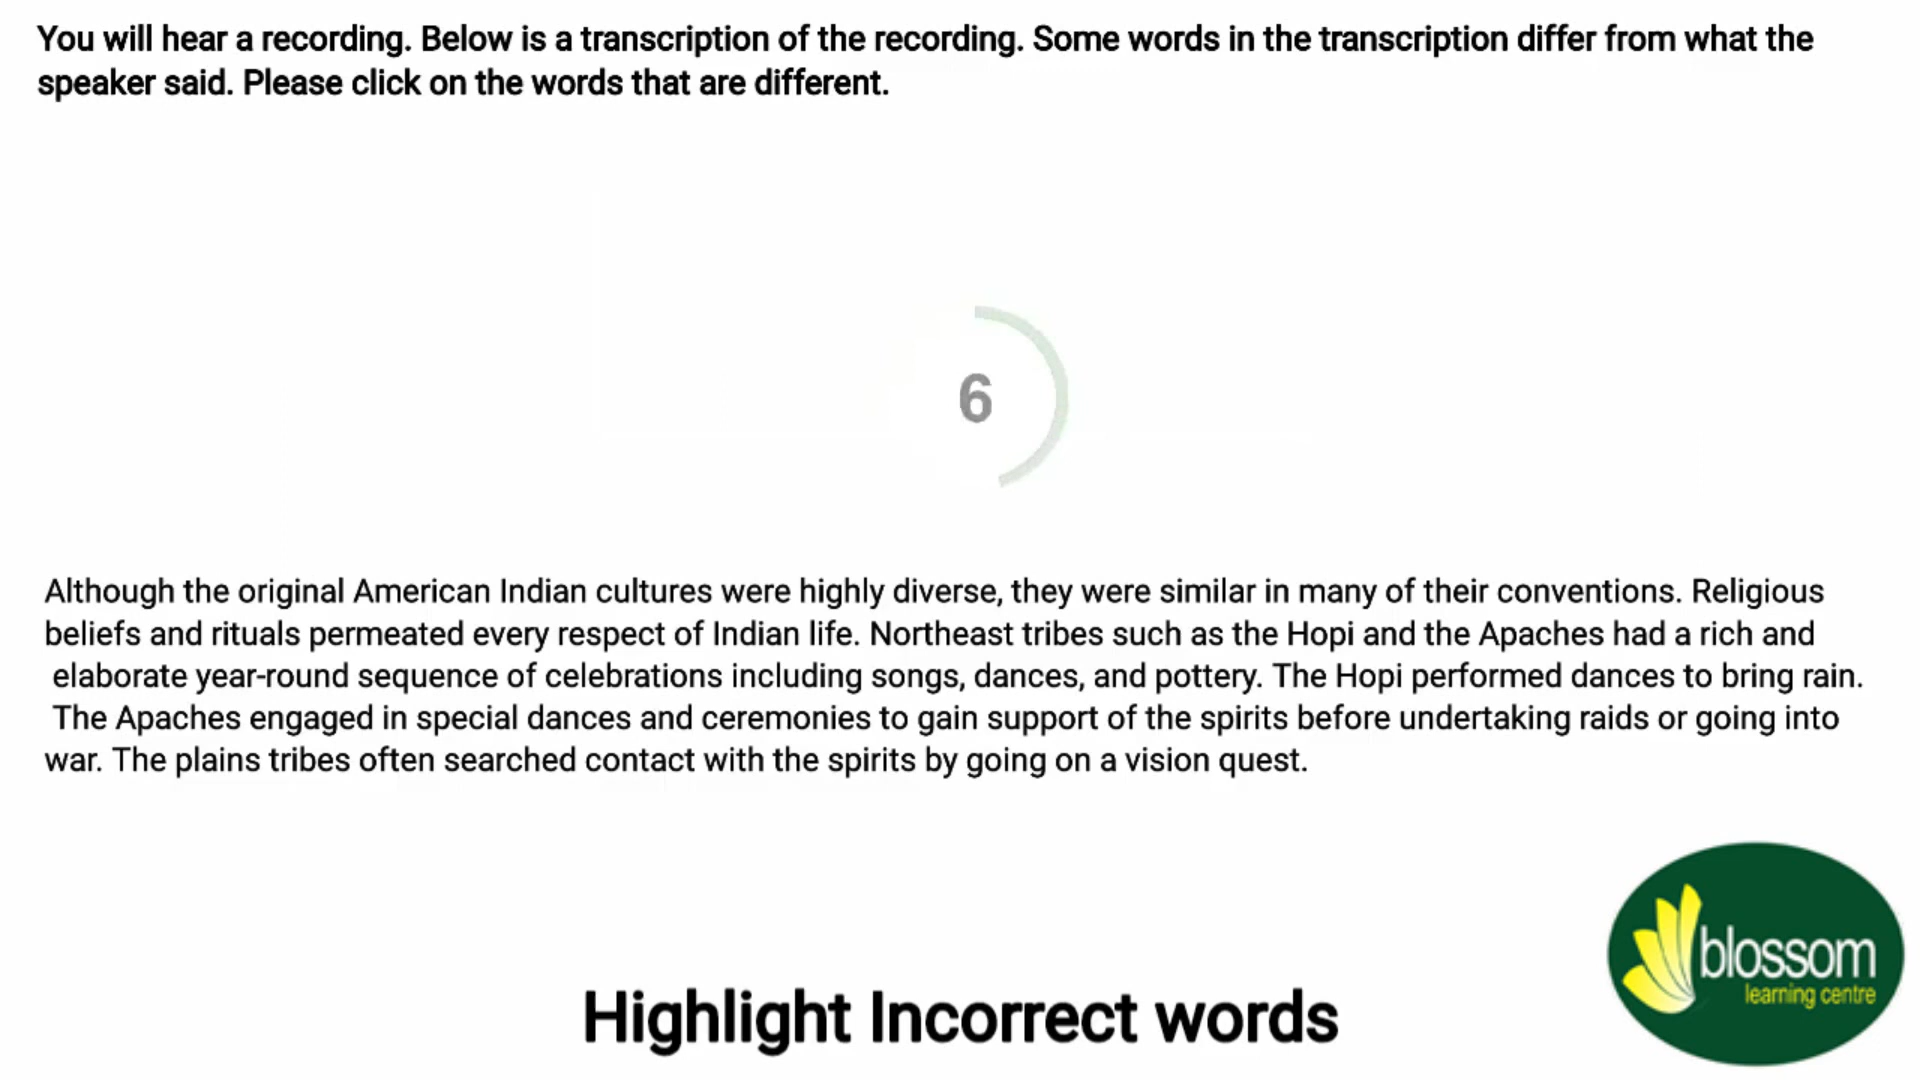 You will hear a recording. Below is a transcription of the recording. Some words in the transcription differ from what the
speaker said. Please click on the words that are different.
6
Although the original American Indian cultures were highly diverse, they were similar in many of their conventions. Religious
beliefs and rituals permeated every respect of Indian life. Northeast tribes such as the Hopi and the Apaches had a rich and
elaborate year-round sequence of celebrations including songs, dances, and pottery. The Hopi performed dances to bring rain.
The Apaches engaged in special dances and ceremonies to gain support of the spirits before undertaking raids or going into
war. The plains tribes often searched contact with the spirits by going on a vision quest.
blossom
learning centre
Highlight Incorrect words